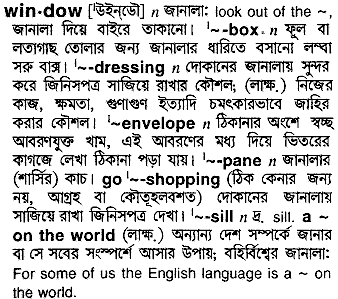 win·dow [ˈউইন্‌ডৌ] n জানালা: look out of the ~,
জানালা দিয়ে বাইরে তাকানো। ˈ~-box n ফুল বা
লতাগাছ তোলার জন্য জানালার ধারিতে বসানো লম্বা
সরু বাক্স। ˈ~-dressing n দোকানের জানালায় সুন্দর
করে জিনিসপত্র সাজিয়ে রাখার কৌশল; (লাক্ষ.) নিজের
কাজ, ক্ষমতা, গুণাগুণ ইত্যাদি চমৎকারভাবে জাহির
করার কৌশল। ˈ~envelope n ঠিকানার অংশে স্বচ্ছ
আবরণযুক্ত খাম, এই আবরণের মধ্য দিয়ে ভিতরের
কাগজে লেখা ঠিকানা পড়া যায়। ˈ~-pane n জানালার
(শার্সির) কাচ। go ˈ~-shopping (ঠিক কেনার জন্য
নয়, আগ্রহ বা কৌতূহলবশত) দোকানের জানালায়
সাজিয়ে রাখা জিনিসপত্র দেখা। ˈ~-sill n দ্র. sill. a ~
on the world (লাক্ষ.) অন্যান্য দেশ সম্পর্কে জানার
বা সে সবের সংস্পর্শে আসার উপায়; বহির্বিশ্বের জানালা:
For some of us the English language is a ~ on
the world.